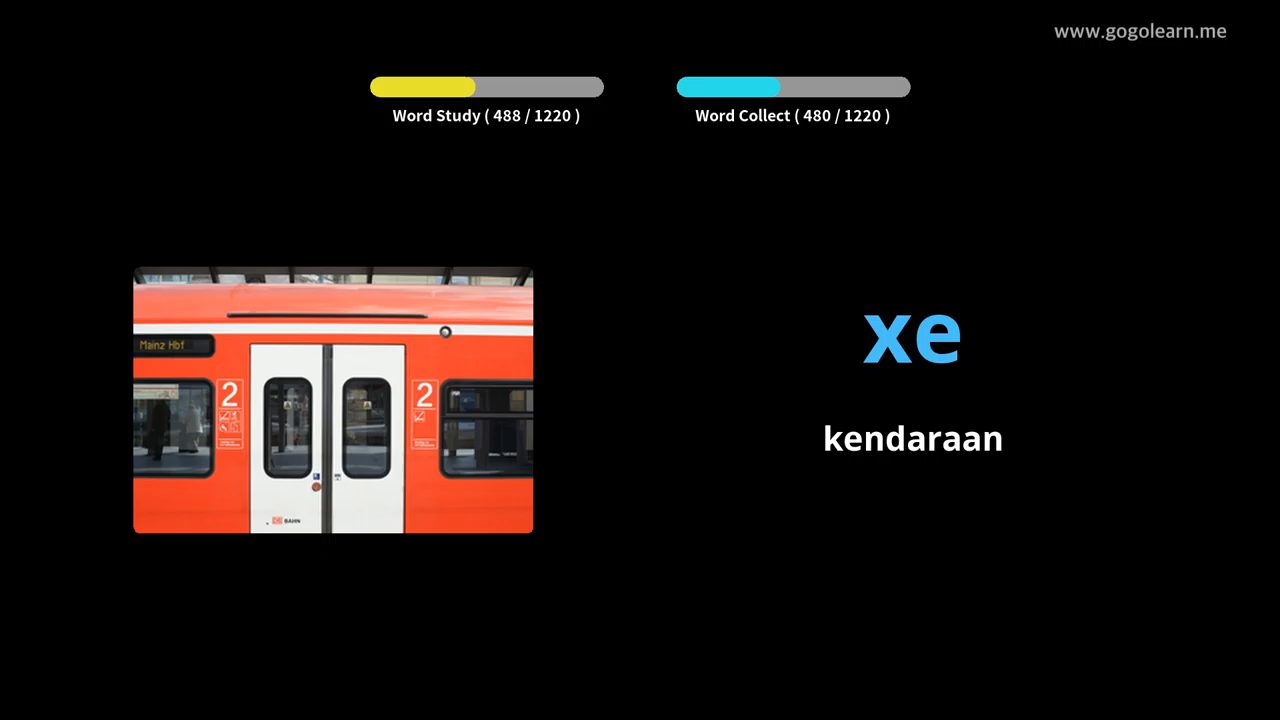 www.gogolearn.me
Word Study ( 488 / 1220 )
Word Collect ( 480 / 1220 )
Mainz Hbf
2
2
DB BAHN
xe
kendaraan